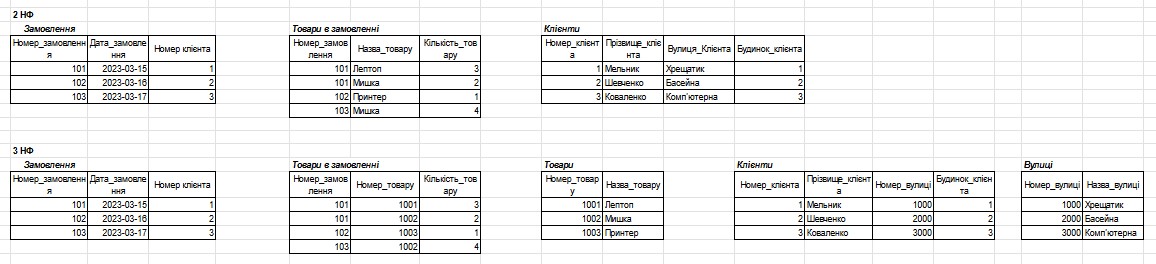 2 НФ
Замовлення Товари в замовленні Клієнти
Номер_замовлення Дата_замовлення Номер клієнта Номер_замовлення Назва_товару Кількість_товару Номер_клієнта Прізвище_клієнта Вулиця_Клієнта Будинок_клієнта
101 2023-03-15 1 101 Лептоп 3 1 Мельник Хрещатик 1
102 2023-03-16 2 101 Мишка 2 2 Шевченко Басейна 2
103 2023-03-17 3 102 Принтер 1 3 Коваленко Комп'ютерна 3
103 Мишка 4
3 НФ
Замовлення Товари в замовленні Товари Клієнти Вулиці
Номер_замовлення Дата_замовлення Номер клієнта Номер_замовлення Номер_товару Кількість_товару Номер_товару Назва_товару Номер_клієнта Прізвище_клієнта Номер_вулиці Будинок_клієнта Номер_вулиці Назва_вулиці
101 2023-03-15 1 101 1001 3 1001 Лептоп 1 Мельник 1000 1 1000 Хрещатик
102 2023-03-16 2 101 1002 2 1002 Мишка 2 Шевченко 2000 2 2000 Басейна
103 2023-03-17 3 102 1003 1 1003 Принтер 3 Коваленко 3000 3 3000 Комп'ютерна
103 1002 4